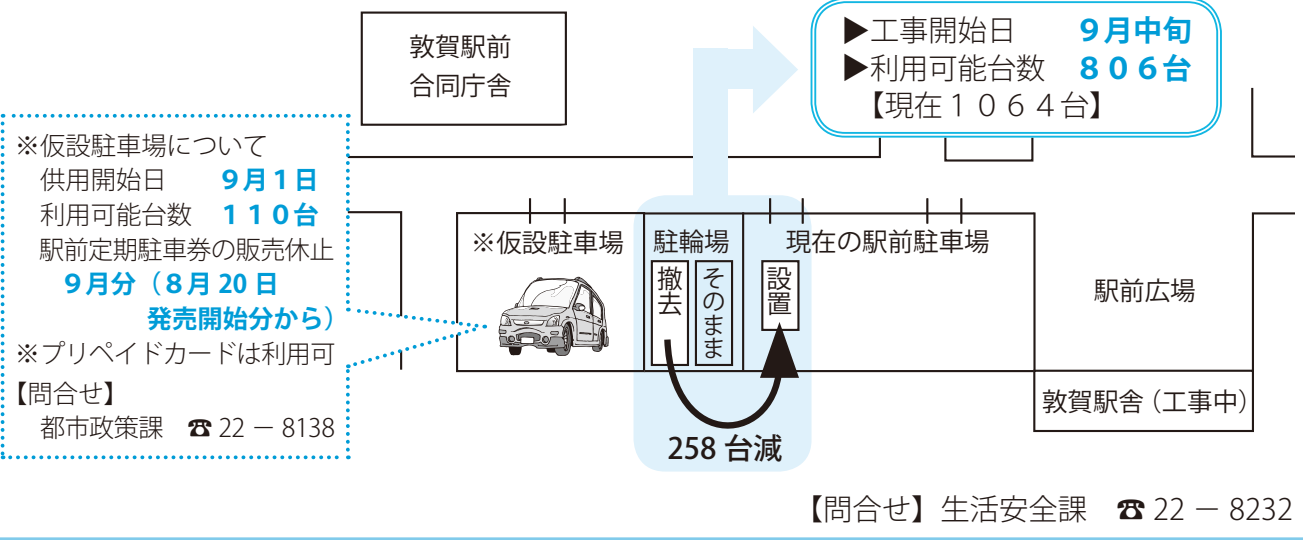 敦賀駅前
合同庁舎
▶工事開始日 9月中旬
▶利用可能台数 806台
【現在1064台】
※仮設駐車場について
供用開始日 9月1日
利用可能台数 110台
駅前定期駐車券の販売休止
9月分(8月20日
発売開始分から)
※プリペイドカードは利用可
【問合せ】
都市政策課 ☎22－8138
※仮設駐車場
駐輪場
現在の駅前駐車場
撤去
そのまま
設置
駅前広場
敦賀駅舎(工事中)
258台減
【問合せ】生活安全課 ☎22－8232